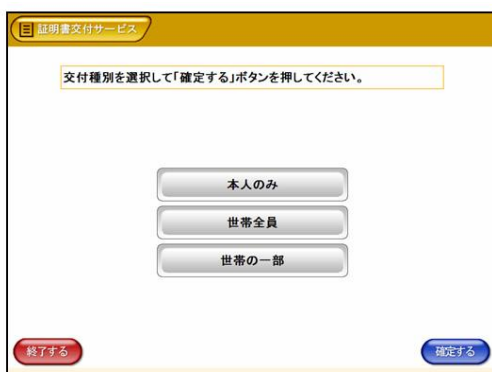 証明書交付サービス
交付種別を選択して「確定する」ボタンを押してください。
本人のみ
世帯全員
世帯の一部
終了する
確定する